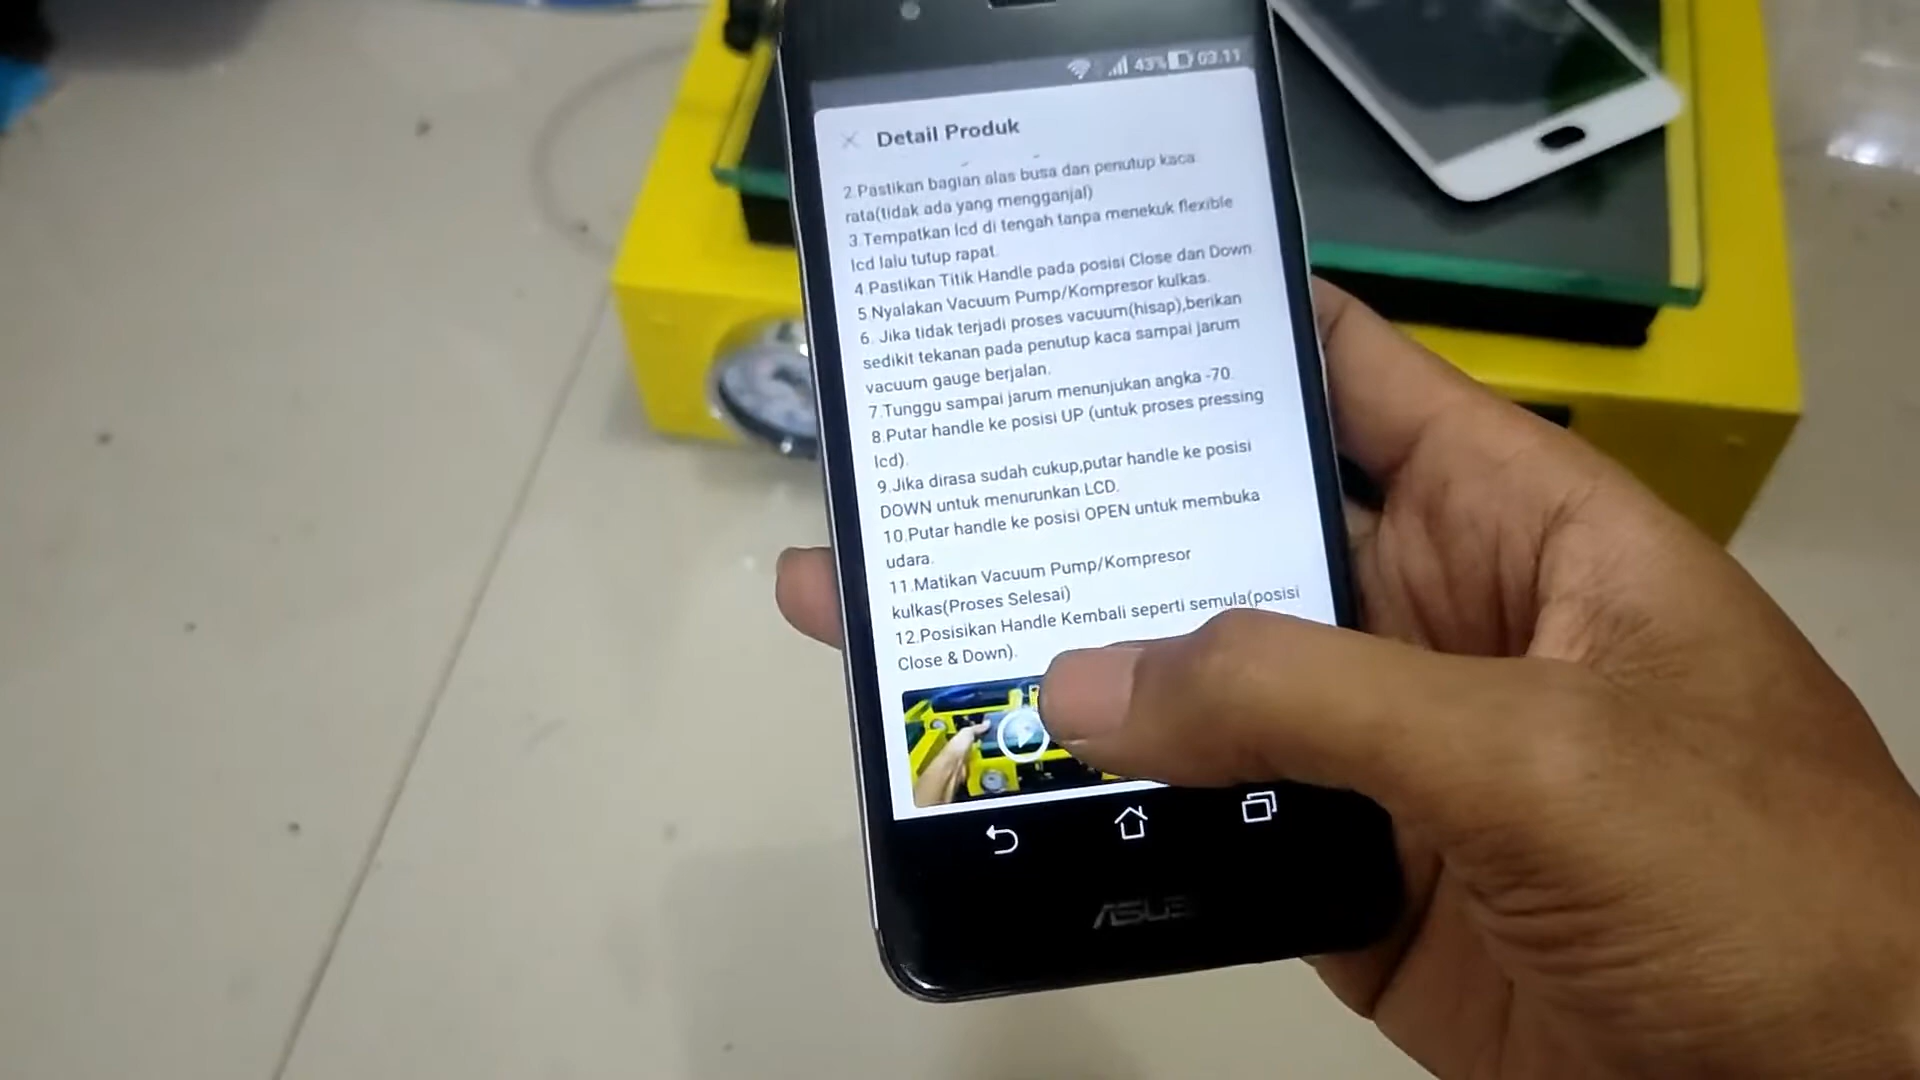 43% 03.11
Detail Produk
2.Pastikan bagian alas busa dan penutup kaca
rata(tidak ada yang mengganjal)
3.Tempatkan lcd di tengah tanpa menekuk flexible
lcd lalu tutup rapat.
4.Pastikan Titik Handle pada posisi Close dan Down
5.Nyalakan Vacuum Pump/Kompresor kulkas.
6. Jika tidak terjadi proses vacuum(hisap),berikan
sedikit tekanan pada penutup kaca sampai jarum
vacuum gauge berjalan.
7.Tunggu sampai jarum menunjukan angka -70.
8.Putar handle ke posisi UP (untuk proses pressing
lcd).
9.Jika dirasa sudah cukup,putar handle ke posisi
DOWN untuk menurunkan LCD.
10.Putar handle ke posisi OPEN untuk membuka
udara.
11.Matikan Vacuum Pump/Kompresor
kulkas(Proses Selesai)
12.Posisikan Handle Kembali seperti semula(posisi
Close & Down).
ASUS